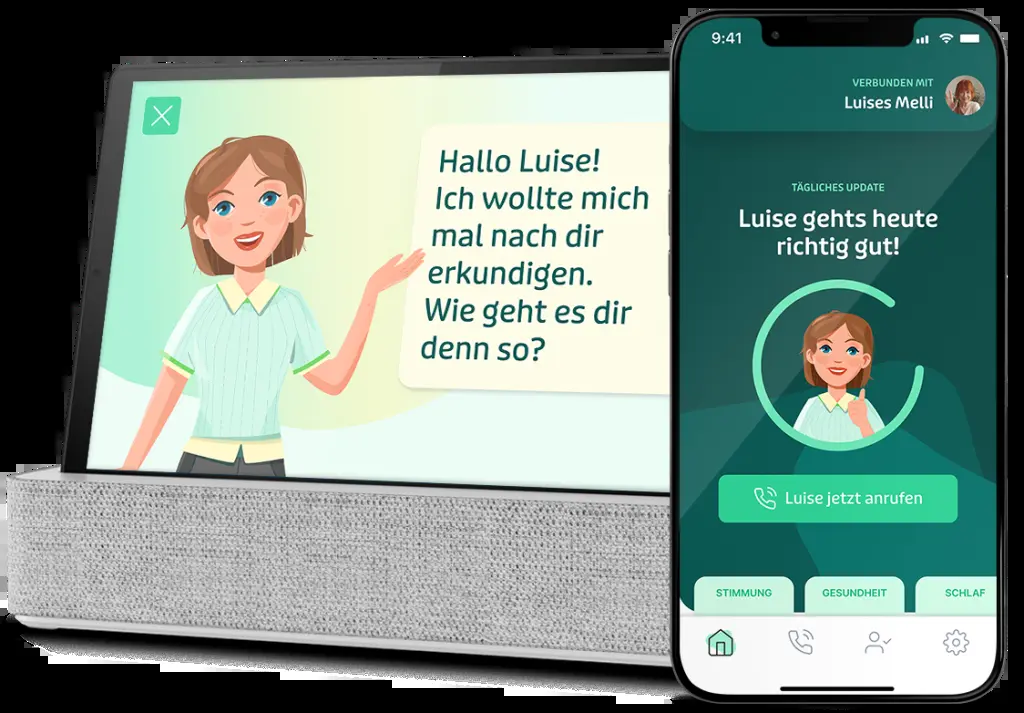 Hallo Luise!
Ich wollte mich
mal nach dir
erkundigen.
Wie geht es dir
denn so?
9:41
VERBUNDEN MIT
Luises Melli
TÄGLICHES UPDATE
Luise gehts heute
richtig gut!
Luise jetzt anrufen
STIMMUNG
GESUNDHEIT
SCHLAF